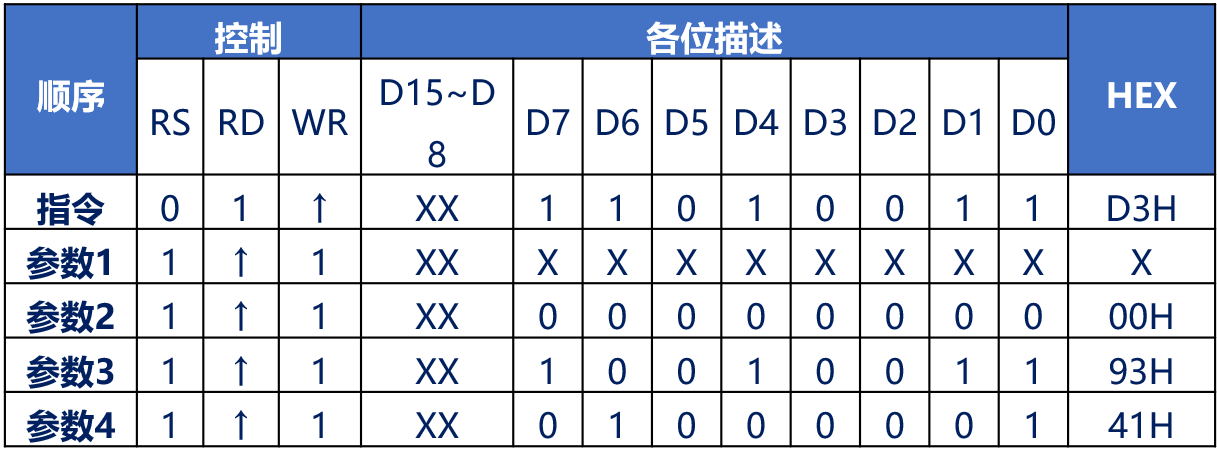 顺序 控制 各位描述 HEX
RS RD WR D15~D8 D7 D6 D5 D4 D3 D2 D1 D0
指令 0 1 ↑ XX 1 1 0 1 0 0 1 1 D3H
参数1 1 ↑ 1 XX X X X X X X X X X
参数2 1 ↑ 1 XX 0 0 0 0 0 0 0 0 00H
参数3 1 ↑ 1 XX 1 0 0 1 0 0 1 1 93H
参数4 1 ↑ 1 XX 0 1 0 0 0 0 0 1 41H